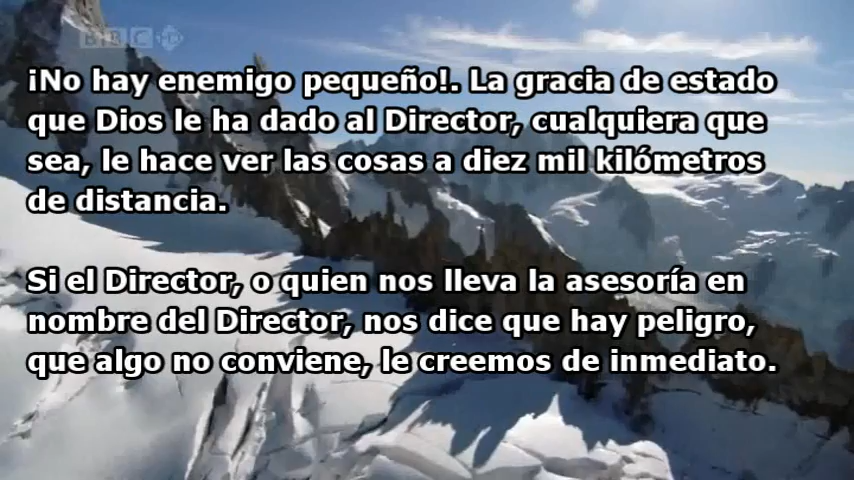 BBC
¡No hay enemigo pequeño!. La gracia de estado
que Dios le ha dado al Director, cualquiera que
sea, le hace ver las cosas a diez mil kilómetros
de distancia.
Si el Director, o quien nos lleva la asesoría en
nombre del Director, nos dice que hay peligro,
que algo no conviene, le creemos de inmediato.